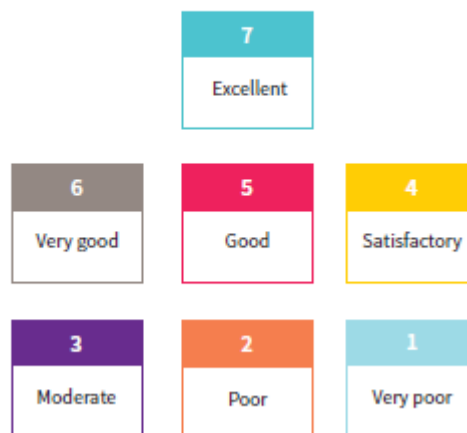 7
Excellent
6
Very good
5
Good
4
Satisfactory
3
Moderate
2
Poor
1
Very poor